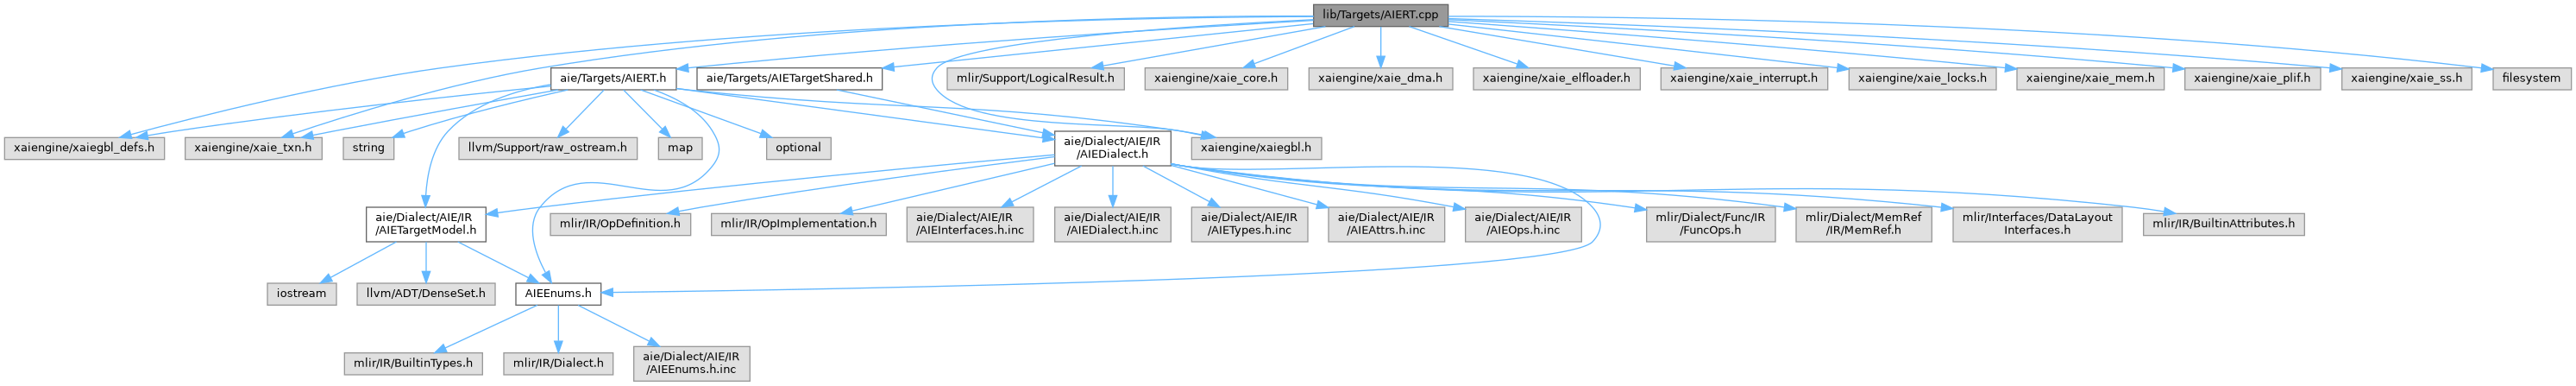 lib/Targets/AIERT.cpp
aie/Targets/AIERT.h
aie/Targets/AIETargetShared.h
mlir/Support/LogicalResult.h
xaiengine/xaie_core.h
xaiengine/xaie_dma.h
xaiengine/xaie_elfloader.h
xaiengine/xaie_interrupt.h
xaiengine/xaie_locks.h
xaiengine/xaie_mem.h
xaiengine/xaie_plif.h
xaiengine/xaie_ss.h
filesystem
xaiengine/xaiegbl_defs.h
xaiengine/xaie_txn.h
string
llvm/Support/raw_ostream.h
map
optional
aie/Dialect/AIE/IR
/AIEDialect.h
xaiengine/xaiegbl.h
aie/Dialect/AIE/IR
/AIETargetModel.h
mlir/IR/OpDefinition.h
mlir/IR/OpImplementation.h
aie/Dialect/AIE/IR
/AIEInterfaces.h.inc
aie/Dialect/AIE/IR
/AIEDialect.h.inc
aie/Dialect/AIE/IR
/AIETypes.h.inc
aie/Dialect/AIE/IR
/AIEAttrs.h.inc
aie/Dialect/AIE/IR
/AIEOps.h.inc
mlir/Dialect/Func/IR
/FuncOps.h
mlir/Dialect/MemRef
/IR/MemRef.h
mlir/Interfaces/DataLayout
Interfaces.h
mlir/IR/BuiltinAttributes.h
iostream
llvm/ADT/DenseSet.h
AIEEnums.h
mlir/IR/BuiltinTypes.h
mlir/IR/Dialect.h
aie/Dialect/AIE/IR
/AIEEnums.h.inc